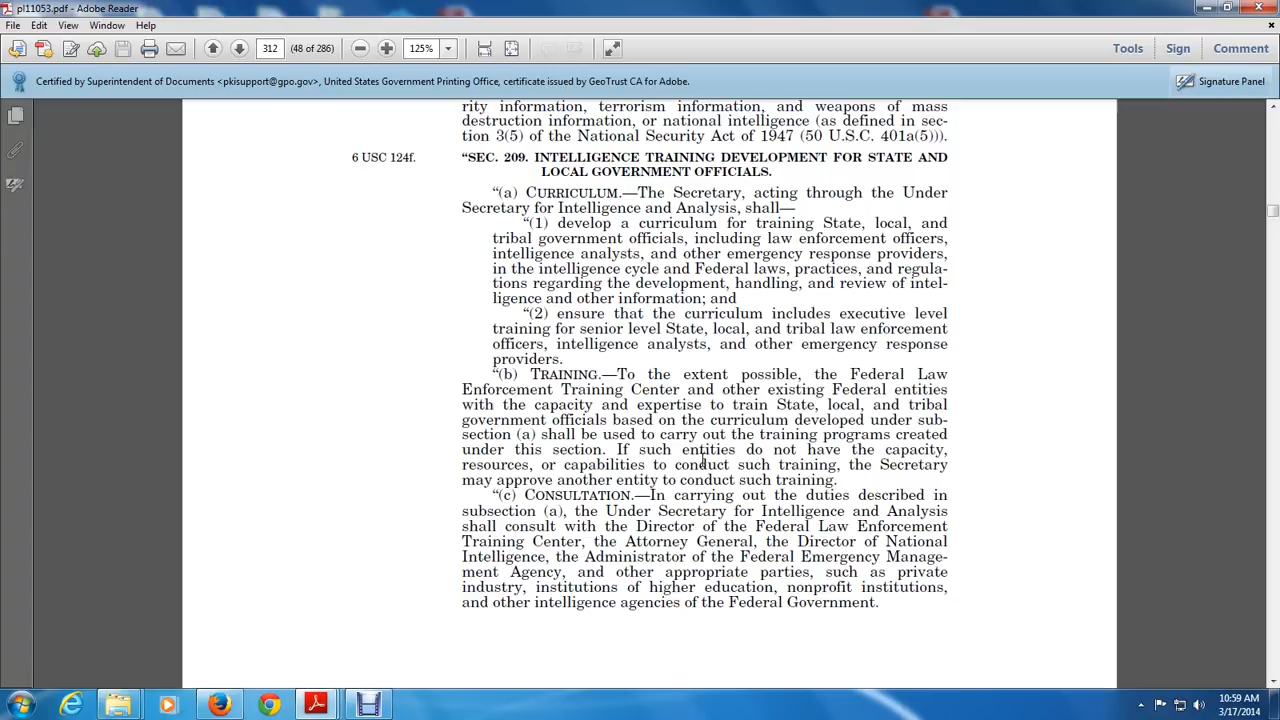 pl11053.pdf - Adobe Reader
File Edit View Window Help
312 (48 of 286) 125% Tools Sign Comment
Certified by Superintendent of Documents <pkisupport@gpo.gov>, United States Government Printing Office, certificate issued by GeoTrust CA for Adobe. Signature Panel
rity information, terrorism information, and weapons of mass
destruction information, or national intelligence (as defined in sec-
tion 3(5) of the National Security Act of 1947 (50 U.S.C. 401a(5))).
6 USC 124f. “SEC. 209. INTELLIGENCE TRAINING DEVELOPMENT FOR STATE AND
LOCAL GOVERNMENT OFFICIALS.
“(a) CURRICULUM.—The Secretary, acting through the Under
Secretary for Intelligence and Analysis, shall—
“(1) develop a curriculum for training State, local, and
tribal government officials, including law enforcement officers,
intelligence analysts, and other emergency response providers,
in the intelligence cycle and Federal laws, practices, and regula-
tions regarding the development, handling, and review of intel-
ligence and other information; and
“(2) ensure that the curriculum includes executive level
training for senior level State, local, and tribal law enforcement
officers, intelligence analysts, and other emergency response
providers.
“(b) TRAINING.—To the extent possible, the Federal Law
Enforcement Training Center and other existing Federal entities
with the capacity and expertise to train State, local, and tribal
government officials based on the curriculum developed under sub-
section (a) shall be used to carry out the training programs created
under this section. If such entities do not have the capacity,
resources, or capabilities to conduct such training, the Secretary
may approve another entity to conduct such training.
“(c) CONSULTATION.—In carrying out the duties described in
subsection (a), the Under Secretary for Intelligence and Analysis
shall consult with the Director of the Federal Law Enforcement
Training Center, the Attorney General, the Director of National
Intelligence, the Administrator of the Federal Emergency Manage-
ment Agency, and other appropriate parties, such as private
industry, institutions of higher education, nonprofit institutions,
and other intelligence agencies of the Federal Government.
10:59 AM
3/17/2014